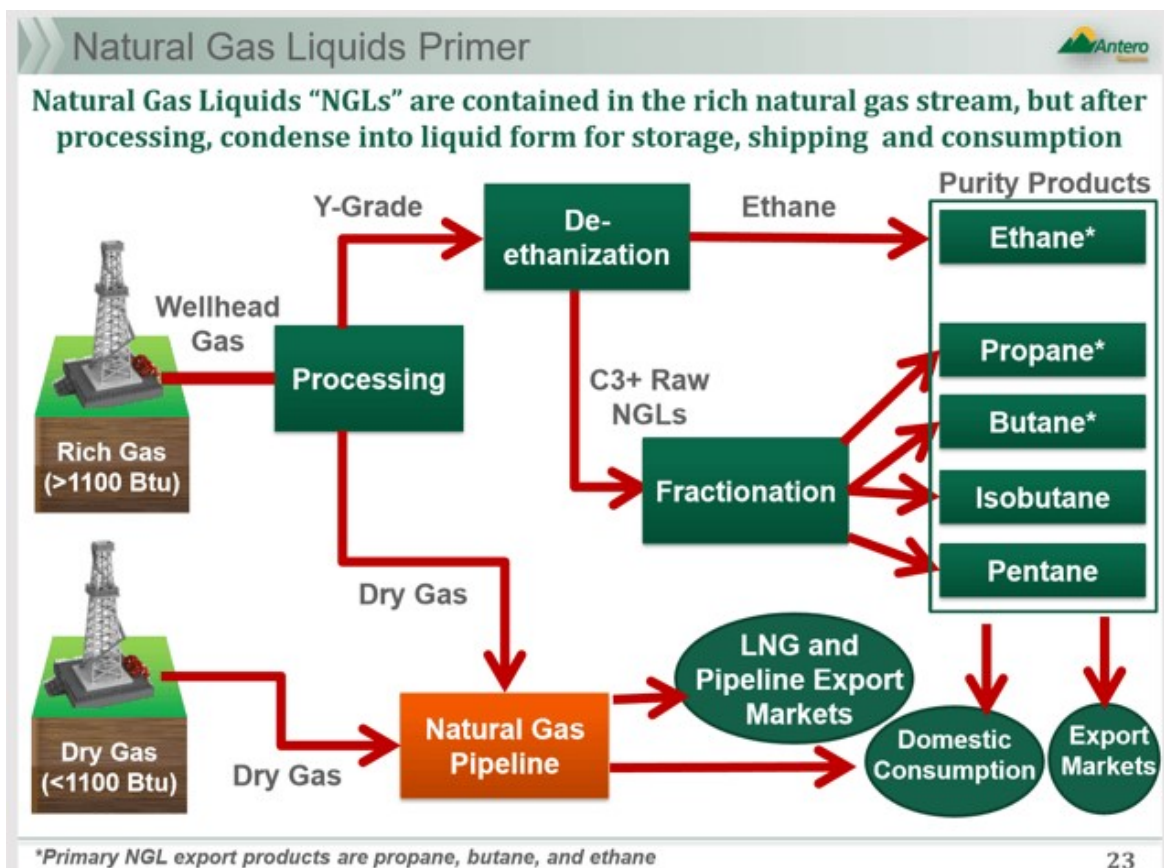 Natural Gas Liquids Primer
Antero
Natural Gas Liquids “NGLs” are contained in the rich natural gas stream, but after
processing, condense into liquid form for storage, shipping and consumption
Purity Products
Y-Grade
De-
ethanization
Ethane
Ethane*
Wellhead
Gas
Processing
Propane*
C3+ Raw
NGLs
Butane*
Rich Gas
(>1100 Btu)
Fractionation
Isobutane
Pentane
Dry Gas
LNG and
Pipeline Export
Markets
Natural Gas
Pipeline
Dry Gas
(<1100 Btu)
Dry Gas
Domestic
Consumption
Export
Markets
*Primary NGL export products are propane, butane, and ethane
23